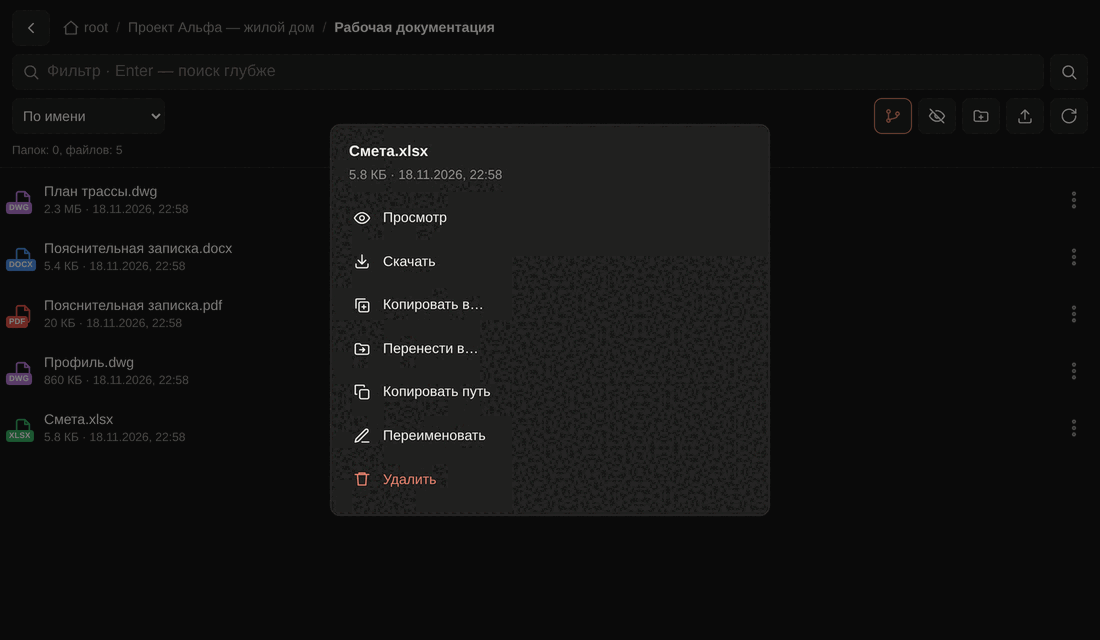 root / Проект Альфа — жилой дом / Рабочая документация
Фильтр · Enter — поиск глубже
По имени
Папок: 0, файлов: 5
План трассы.dwg
DWG
2.3 МБ · 18.11.2026, 22:58
Пояснительная записка.docx
DOCX
5.4 КБ · 18.11.2026, 22:58
Пояснительная записка.pdf
PDF
20 КБ · 18.11.2026, 22:58
Профиль.dwg
DWG
860 КБ · 18.11.2026, 22:58
Смета.xlsx
XLSX
5.8 КБ · 18.11.2026, 22:58
Смета.xlsx
5.8 КБ · 18.11.2026, 22:58
Просмотр
Скачать
Копировать в…
Перенести в…
Копировать путь
Переименовать
Удалить